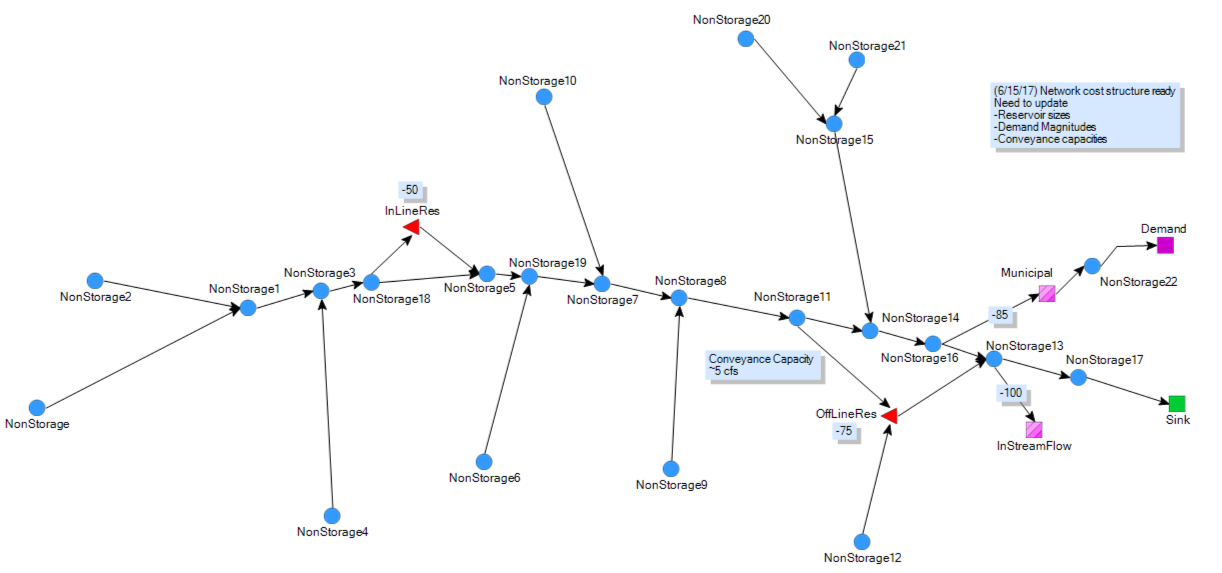 NonStorage20
NonStorage21
NonStorage10
(6/15/17) Network cost structure ready
Need to update
-Reservoir sizes
-Demand Magnitudes
-Conveyance capacities
NonStorage15
-50
InLineRes
Demand
NonStorage19
NonStorage3
NonStorage5
NonStorage18
NonStorage1
NonStorage2
NonStorage7
NonStorage8
NonStorage11
Municipal
NonStorage22
-85
NonStorage14
NonStorage16
NonStorage13
NonStorage17
Conveyance Capacity
~5 cfs
-100
OffLineRes
-75
Sink
InStreamFlow
NonStorage
NonStorage6
NonStorage9
NonStorage4
NonStorage12